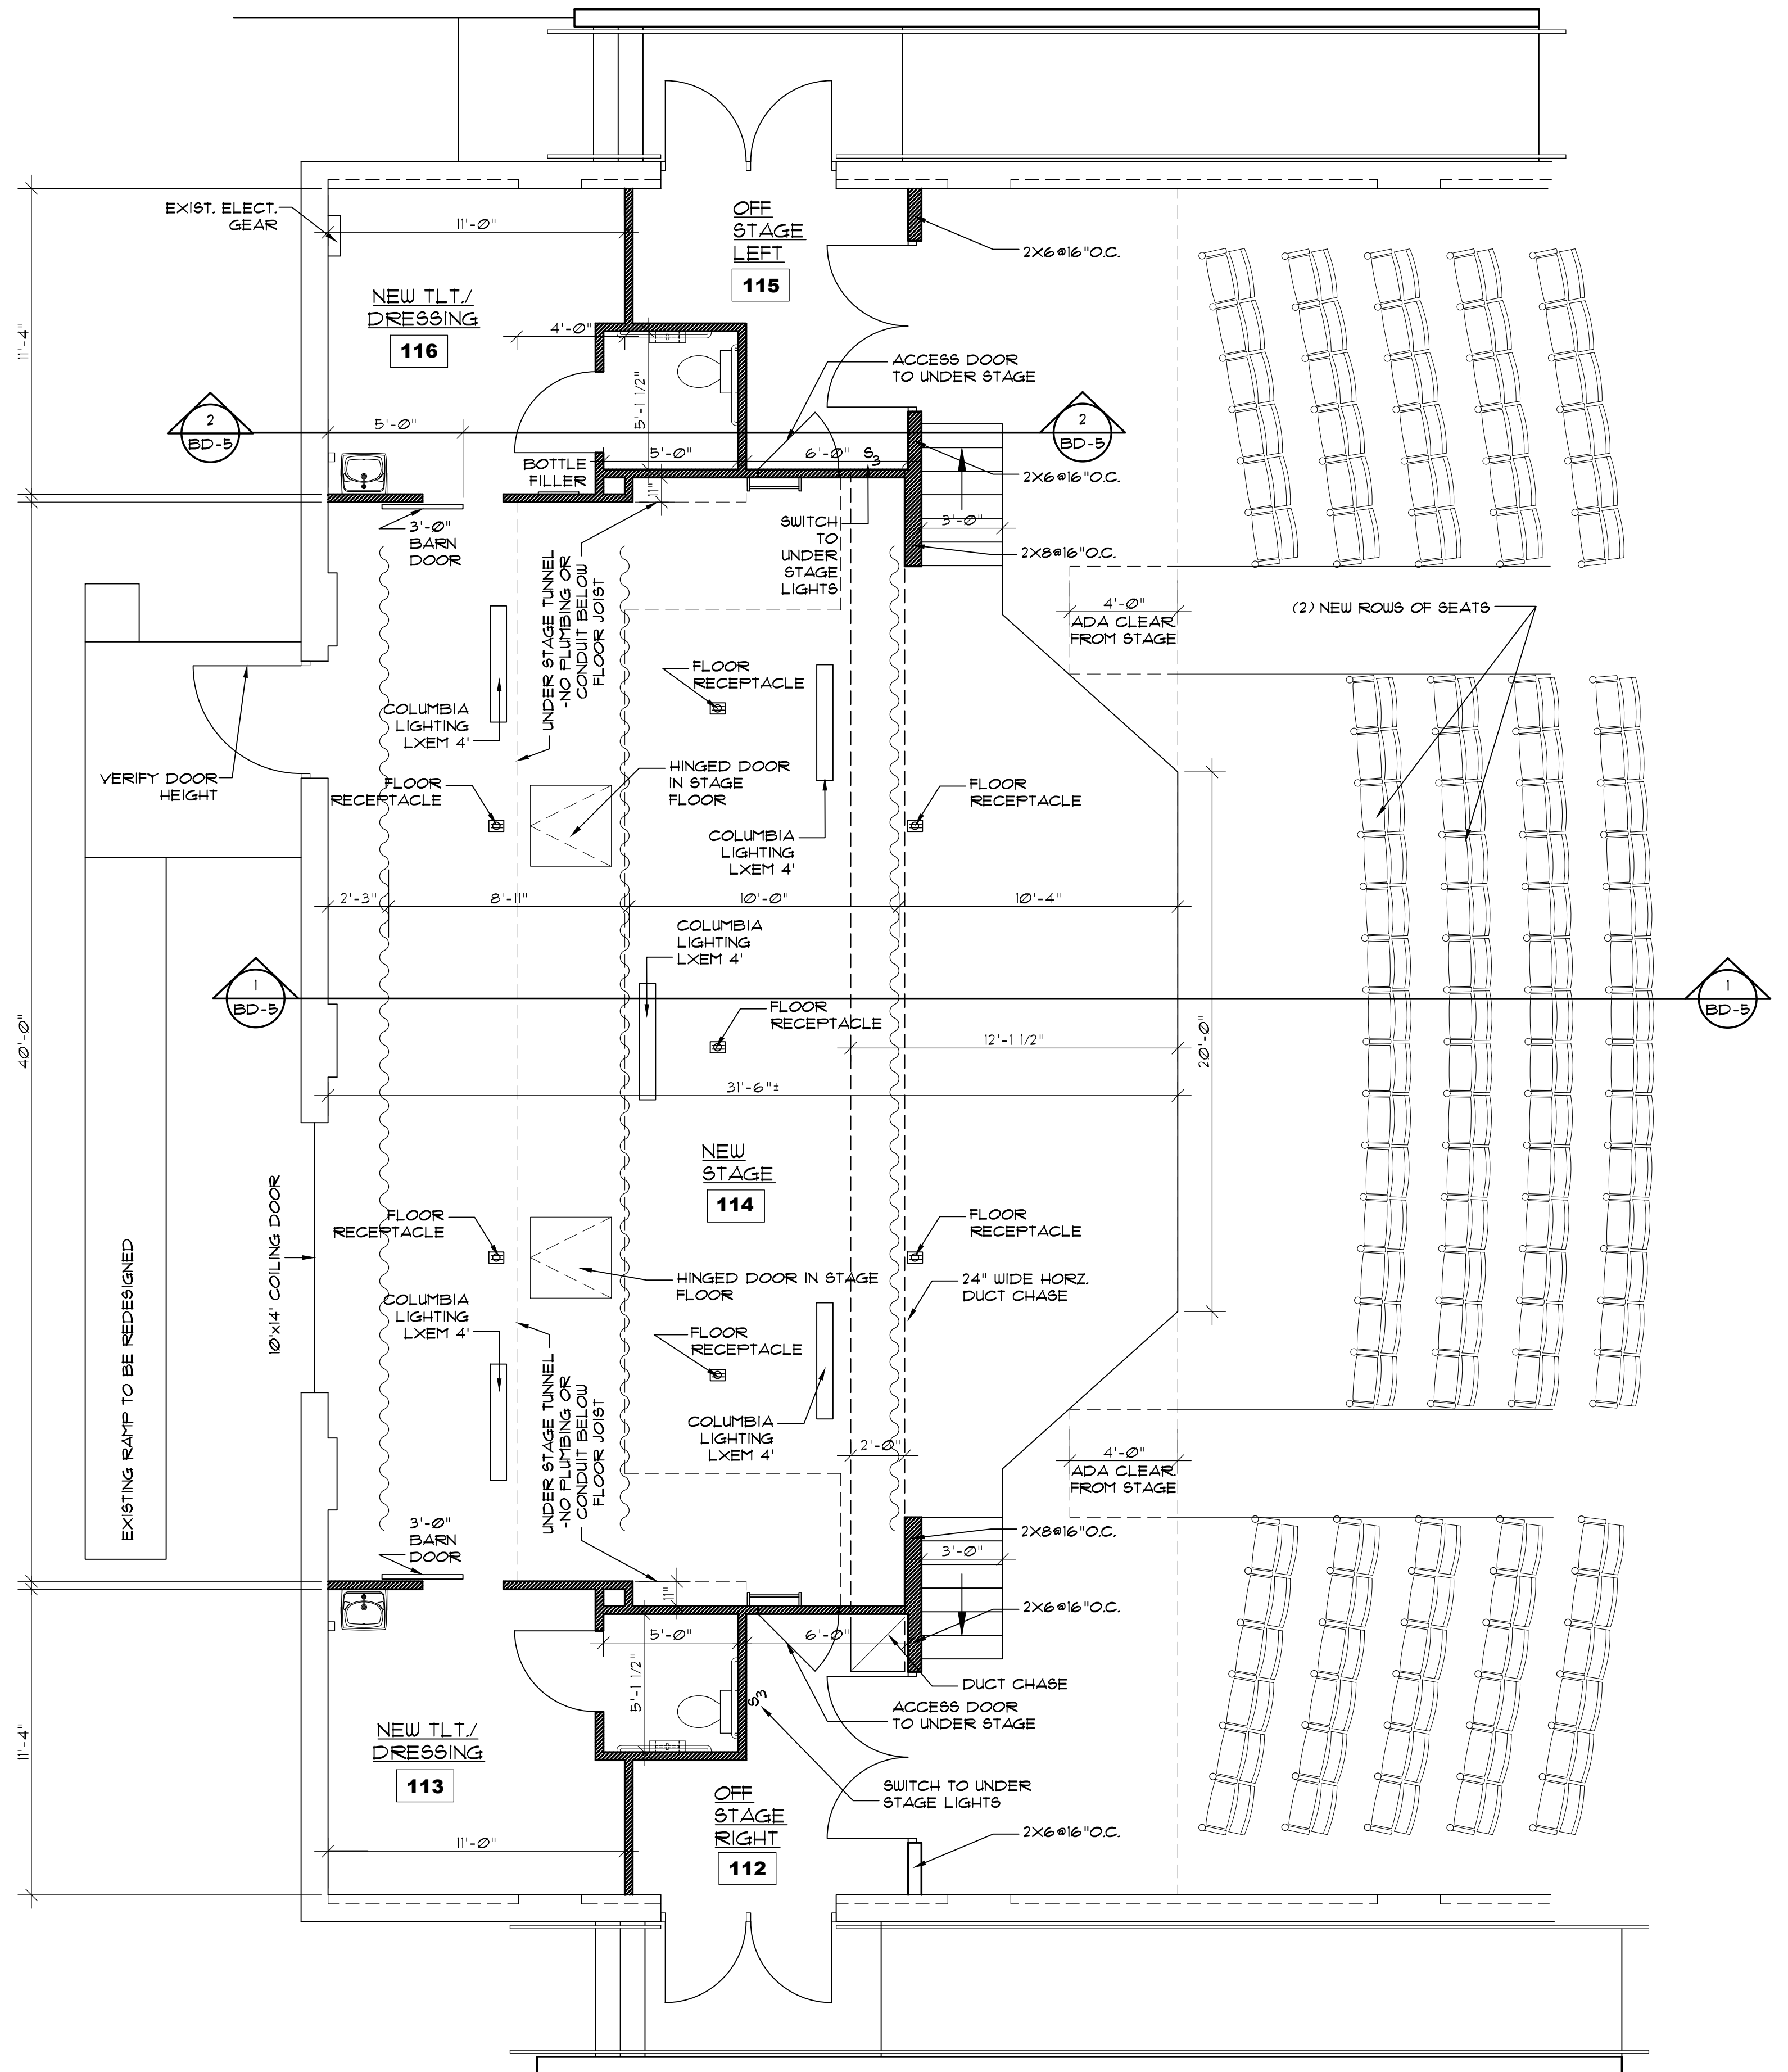 EXIST. ELECT.
GEAR
11'-0"
OFF
STAGE
LEFT
115
2X6@16"O.C.
NEW TLT./
DRESSING
116
4'-0"
5'-1 1/2"
ACCESS DOOR
TO UNDER STAGE
11'-4"
2
BD-5
5'-0"
2
BD-5
BOTTLE
FILLER
5'-0"
6'-0"
S3
2X6@16"O.C.
11"
3'-0"
BARN
DOOR
SWITCH
TO
UNDER
STAGE
LIGHTS
3'-0"
2X8@16"O.C.
UNDER STAGE TUNNEL
-NO PLUMBING OR
CONDUIT BELOW
FLOOR JOIST
4'-0"
ADA CLEAR
FROM STAGE
(2) NEW ROWS OF SEATS
COLUMBIA
LIGHTING
LXEM 4'
FLOOR
RECEPTACLE
VERIFY DOOR
HEIGHT
FLOOR
RECEPTACLE
HINGED DOOR
IN STAGE
FLOOR
COLUMBIA
LIGHTING
LXEM 4'
FLOOR
RECEPTACLE
2'-3"
8'-11"
10'-0"
10'-4"
COLUMBIA
LIGHTING
LXEM 4'
1
BD-5
1
BD-5
FLOOR
RECEPTACLE
40'-0"
12'-1 1/2"
20'-0"
31'-6"±
NEW
STAGE
114
10'x14' COILING DOOR
EXISTING RAMP TO BE REDESIGNED
FLOOR
RECEPTACLE
FLOOR
RECEPTACLE
HINGED DOOR IN STAGE
FLOOR
24" WIDE HORZ.
DUCT CHASE
COLUMBIA
LIGHTING
LXEM 4'
FLOOR
RECEPTACLE
UNDER STAGE TUNNEL
-NO PLUMBING OR
CONDUIT BELOW
FLOOR JOIST
COLUMBIA
LIGHTING
LXEM 4'
2'-0"
4'-0"
ADA CLEAR
FROM STAGE
3'-0"
BARN
DOOR
2X8@16"O.C.
3'-0"
11"
2X6@16"O.C.
5'-0"
6'-0"
5'-1 1/2"
S3
DUCT CHASE
ACCESS DOOR
TO UNDER STAGE
11'-4"
NEW TLT./
DRESSING
113
OFF
STAGE
RIGHT
112
SWITCH TO UNDER
STAGE LIGHTS
2X6@16"O.C.
11'-0"